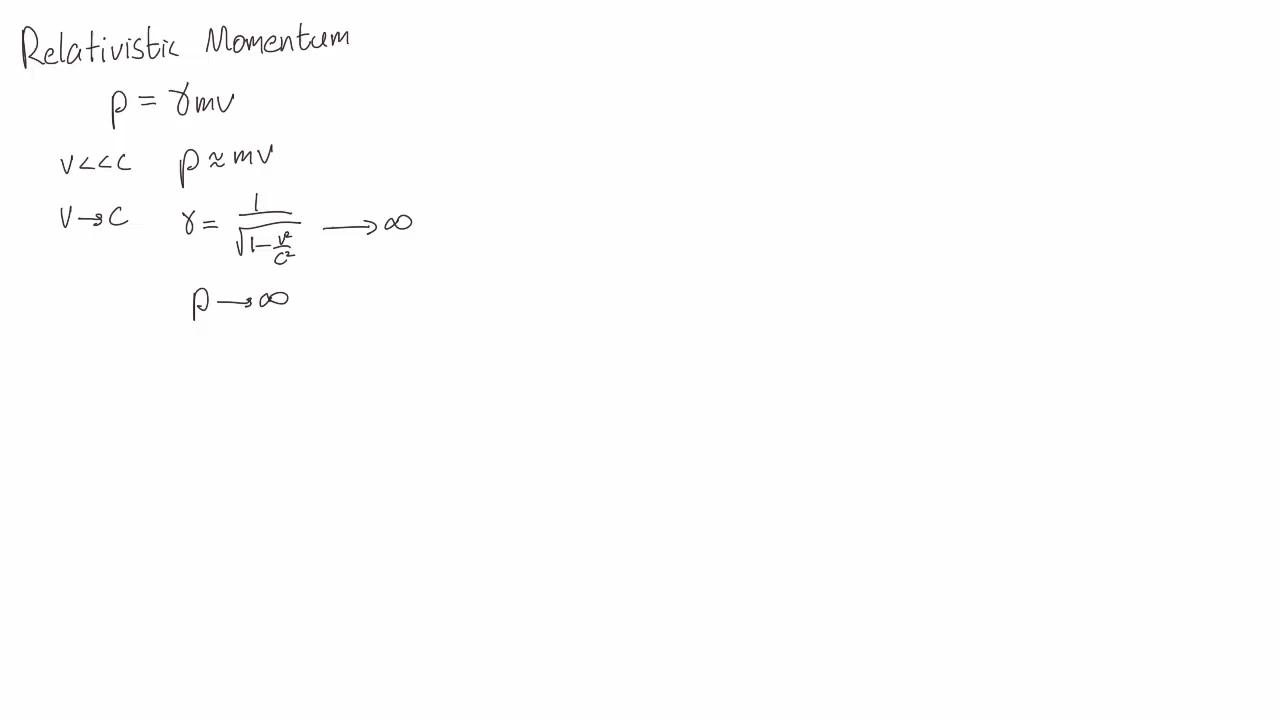 Relativistic Momentum
p = γmv
v<<c p ≈ mv
v→c γ = 1/√(1-v²/c²) → ∞
p → ∞